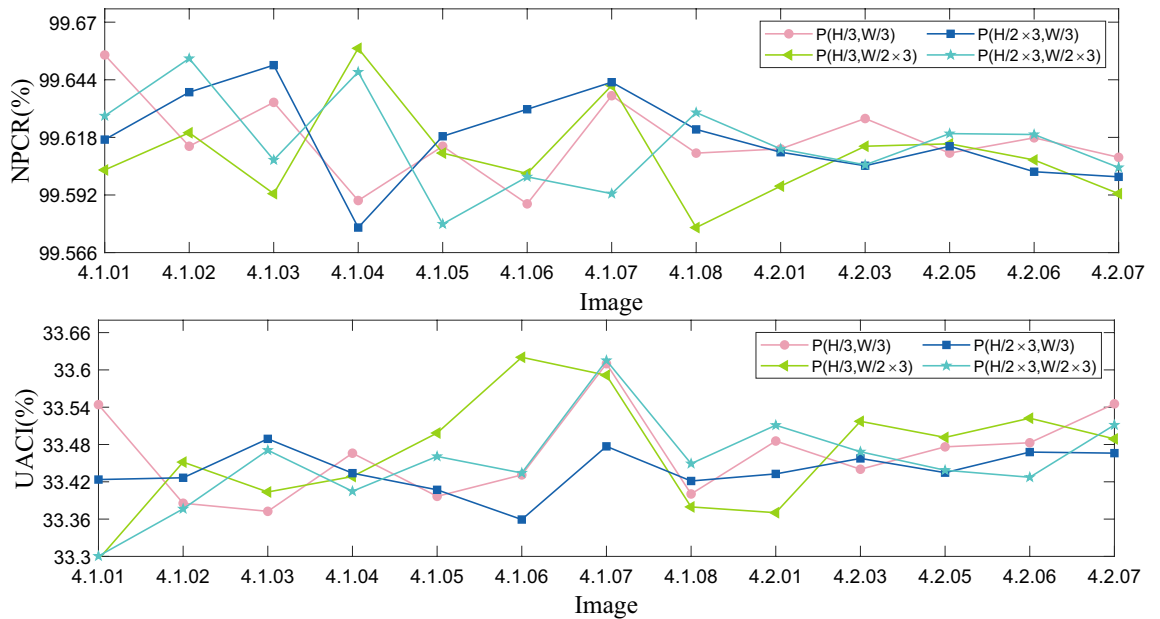 99.67
99.644
99.618
99.592
99.566
NPCR(%)
P(H/3,W/3)
P(H/2×3,W/3)
P(H/3,W/2×3)
P(H/2×3,W/2×3)
4.1.01 4.1.02 4.1.03 4.1.04 4.1.05 4.1.06 4.1.07 4.1.08 4.2.01 4.2.03 4.2.05 4.2.06 4.2.07
Image
33.66
33.6
33.54
33.48
33.42
33.36
33.3
UACI(%)
P(H/3,W/3)
P(H/2×3,W/3)
P(H/3,W/2×3)
P(H/2×3,W/2×3)
4.1.01 4.1.02 4.1.03 4.1.04 4.1.05 4.1.06 4.1.07 4.1.08 4.2.01 4.2.03 4.2.05 4.2.06 4.2.07
Image